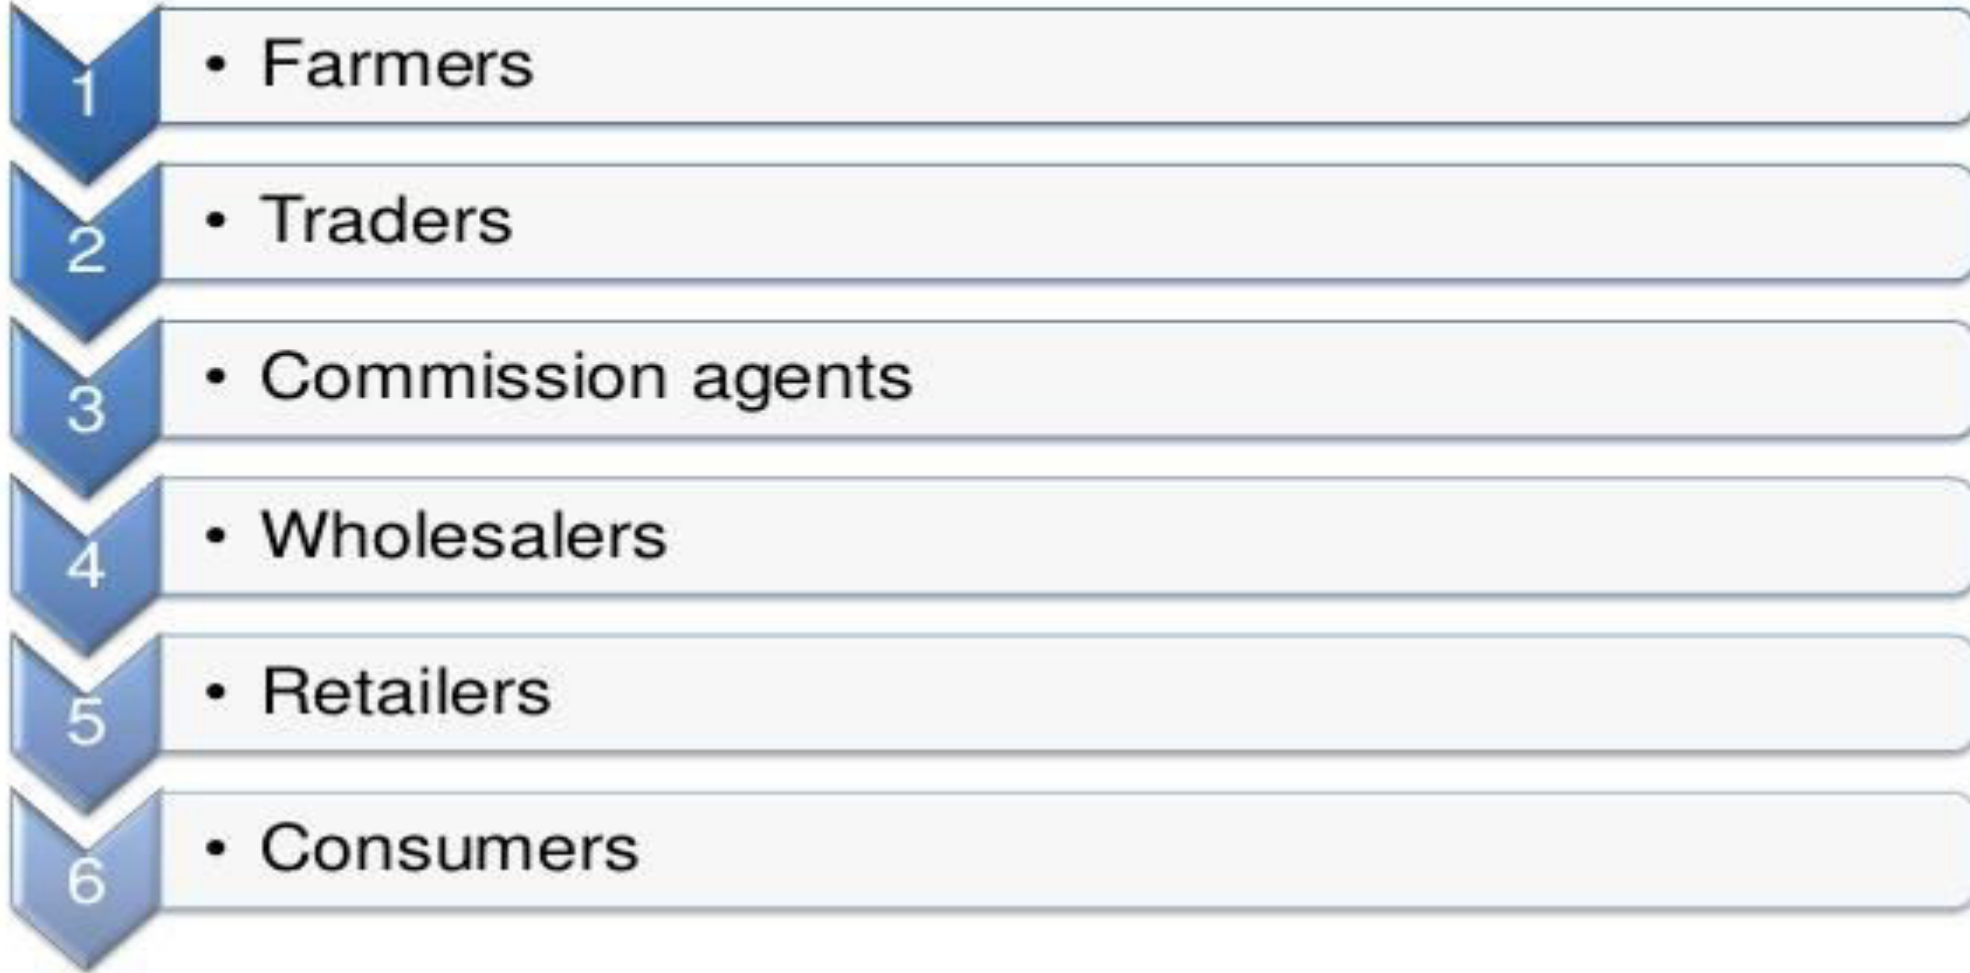 1 • Farmers
2 • Traders
3 • Commission agents
4 • Wholesalers
5 • Retailers
6 • Consumers